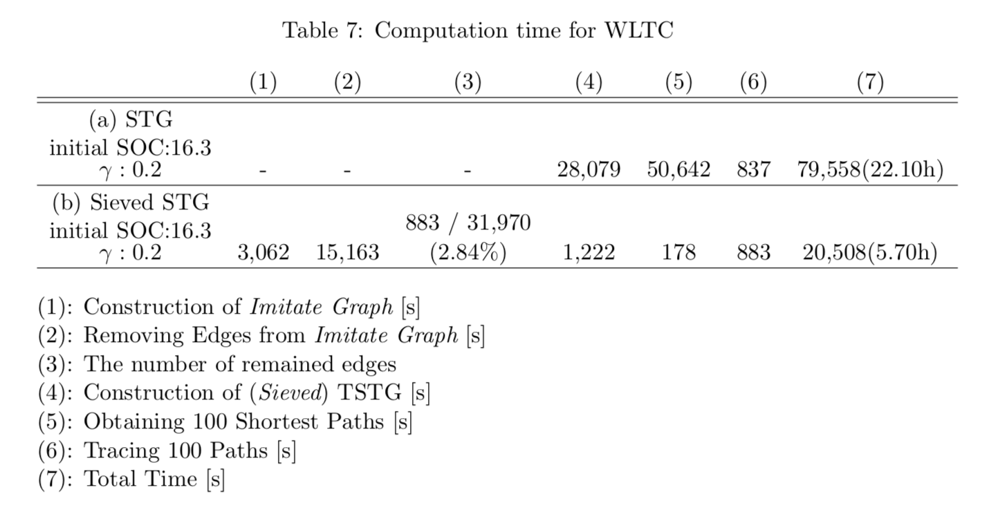 Table 7: Computation time for WLTC
(1) (2) (3) (4) (5) (6) (7)
(a) STG
initial SOC:16.3
γ : 0.2 - - - 28,079 50,642 837 79,558(22.10h)
(b) Sieved STG
883 / 31,970
initial SOC:16.3
γ : 0.2 3,062 15,163 (2.84%) 1,222 178 883 20,508(5.70h)
(1): Construction of Imitate Graph [s]
(2): Removing Edges from Imitate Graph [s]
(3): The number of remained edges
(4): Construction of (Sieved) TSTG [s]
(5): Obtaining 100 Shortest Paths [s]
(6): Tracing 100 Paths [s]
(7): Total Time [s]